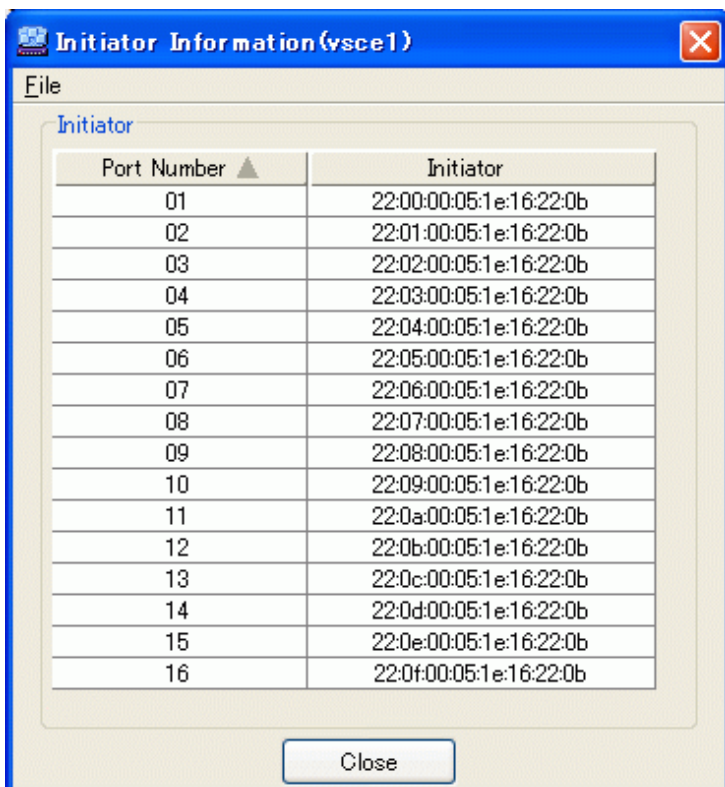 Initiator Information(vsce1)
File
Initiator
Port Number Initiator
01 22:00:00:05:1e:16:22:0b
02 22:01:00:05:1e:16:22:0b
03 22:02:00:05:1e:16:22:0b
04 22:03:00:05:1e:16:22:0b
05 22:04:00:05:1e:16:22:0b
06 22:05:00:05:1e:16:22:0b
07 22:06:00:05:1e:16:22:0b
08 22:07:00:05:1e:16:22:0b
09 22:08:00:05:1e:16:22:0b
10 22:09:00:05:1e:16:22:0b
11 22:0a:00:05:1e:16:22:0b
12 22:0b:00:05:1e:16:22:0b
13 22:0c:00:05:1e:16:22:0b
14 22:0d:00:05:1e:16:22:0b
15 22:0e:00:05:1e:16:22:0b
16 22:0f:00:05:1e:16:22:0b
Close